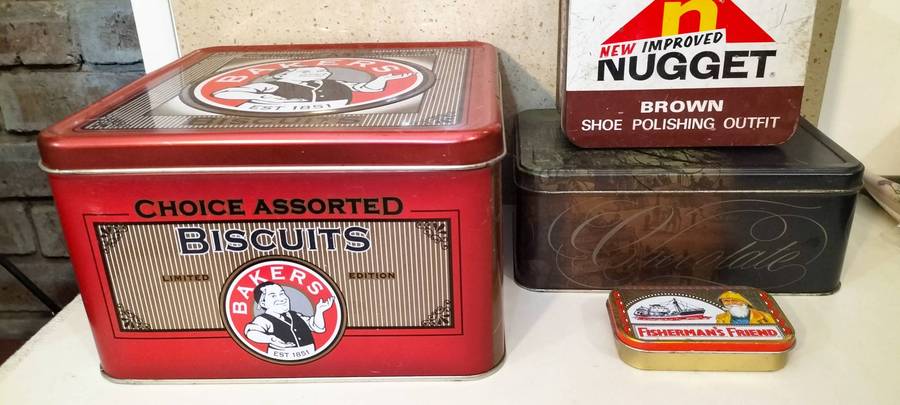 BAKERS
EST 1851
CHOICE ASSORTED
BISCUITS
LIMITED EDITION
BAKERS
EST 1851
n
NEW IMPROVED
NUGGET
BROWN
SHOE POLISHING OUTFIT
Chocolate
FISHERMAN'S FRIEND